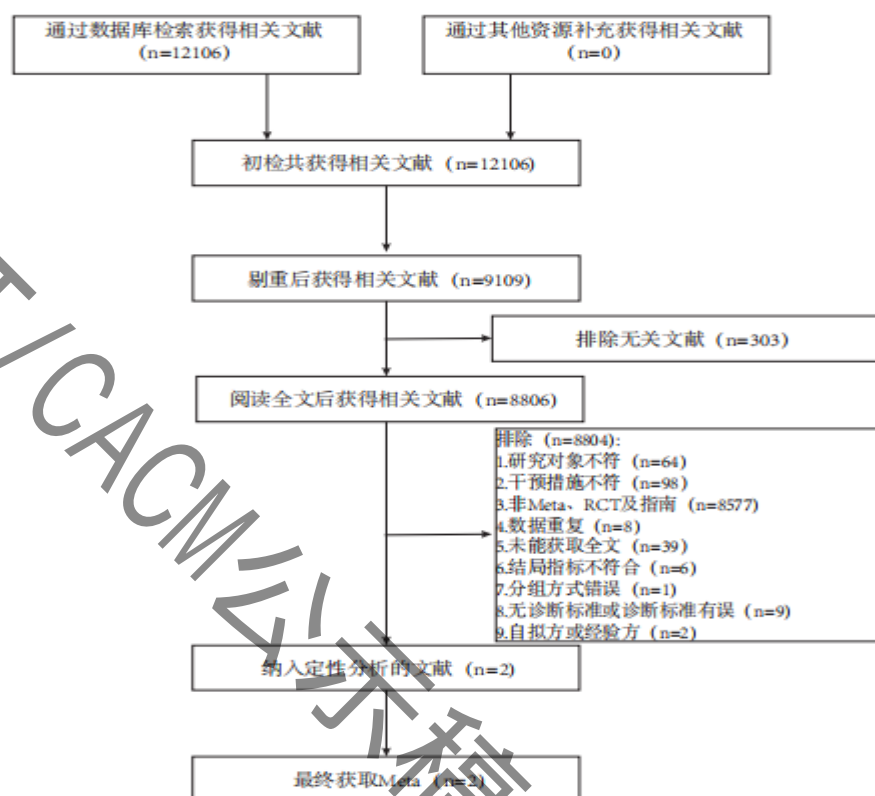 通过数据库检索获得相关文献
(n=12106)
通过其他资源补充获得相关文献
(n=0)
初检共获得相关文献 (n=12106)
剔重后获得相关文献 (n=9109)
排除无关文献 (n=303)
阅读全文后获得相关文献 (n=8806)
排除 (n=8804):
1.研究对象不符 (n=64)
2.干预措施不符 (n=98)
3.非Meta、RCT及指南 (n=8577)
4.数据重复 (n=8)
5.未能获取全文 (n=39)
6.结局指标不符合 (n=6)
7.分组方式错误 (n=1)
8.无诊断标准或诊断标准有误 (n=9)
9.自拟方或经验方 (n=2)
纳入定性分析的文献 (n=2)
最终获取Meta (n=2)
T/CACM公示稿